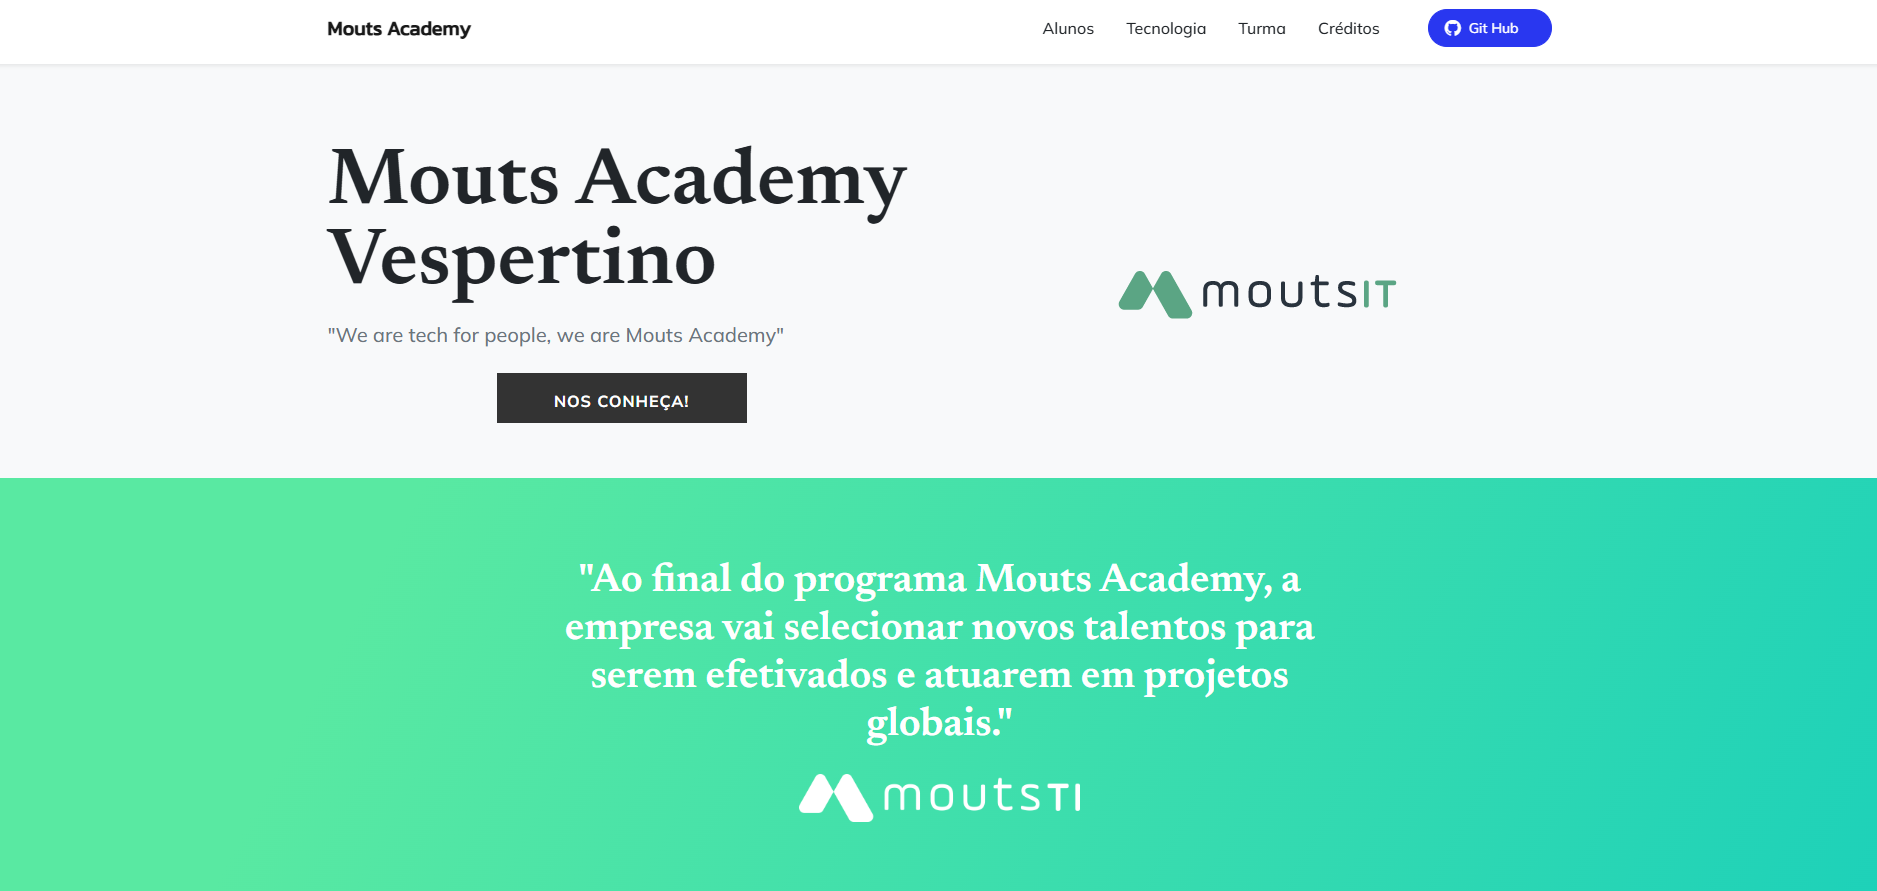 Mouts Academy
Alunos Tecnologia Turma Créditos Git Hub
Mouts Academy
Vespertino
"We are tech for people, we are Mouts Academy"
NOS CONHEÇA!
moutsIT
"Ao final do programa Mouts Academy, a
empresa vai selecionar novos talentos para
serem efetivados e atuarem em projetos
globais."
moutsTI